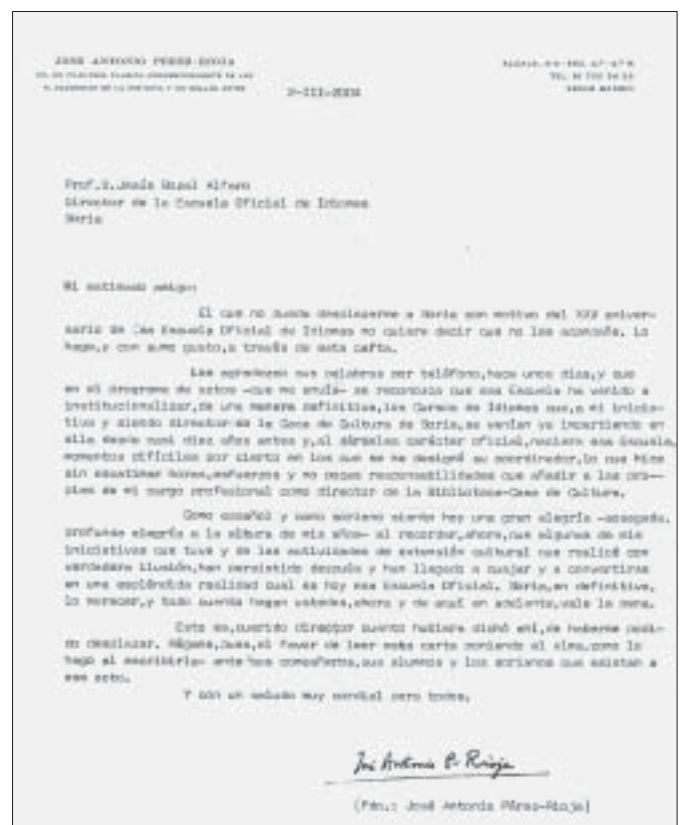 JOSE ANTONIO PEREZ-RIOJA
2-III-2002
Prof. D. Jesús Bozal Alfaro
Director de la Escuela Oficial de Idiomas
Soria
Mi estimado amigo:
El que no pueda desplazarme a Soria con motivo del XXV aniver-
sario de esa Escuela Oficial de Idiomas no quiere decir que no les acompañe. Lo
hago, y con sumo gusto, a través de esta carta.
Les agradezco sus palabras por teléfono, hace unos días, y que
en el programa de actos -que me envía- se reconozca que esa Escuela ha venido a
institucionalizar, de una manera definitiva, los Cursos de Idiomas que, a mi inicia-
tiva y siendo director de la Casa de Cultura de Soria, se venían ya impartiendo en
ella desde casi diez años antes y, al dárseles carácter oficial, naciera esa Escuela,
momentos difíciles por cierto en los que se me designó su coordinador, lo que hice
sin escatimar horas, esfuerzos y no pocas responsabilidades que añadir a las pro--
pias de mi cargo profesional como director de la Biblioteca-Casa de Cultura.
Como español y como soriano siento hoy una gran alegría -sosegada,
profunda alegría a la altura de mis años- al recordar, ahora, que algunas de mis
iniciativas que tuve y de las actividades de extensión cultural que realicé con
verdadera ilusión, han persistido después y han llegado a cuajar y a convertirse
en una espléndida realidad cual es hoy esa Escuela Oficial. Soria, en definitiva,
lo merecer, y todo cuanto hagan ustedes, ahora y de aquí en adelante, vale la pena.
Esto es, querido director cuanto hubiera dicho ahí, de haberme podi-
do desplazar. Hágame, pues, el favor de leer esta carta poniendo el alma, como lo
hago al escribirla- ante los compañeros, sus alumnos y los sorianos que asistan a
ese acto.
Y con un saludo muy cordial para todos,
José Antonio P. Rioja
(Fdo.: José Antonio Pérez-Rioja)